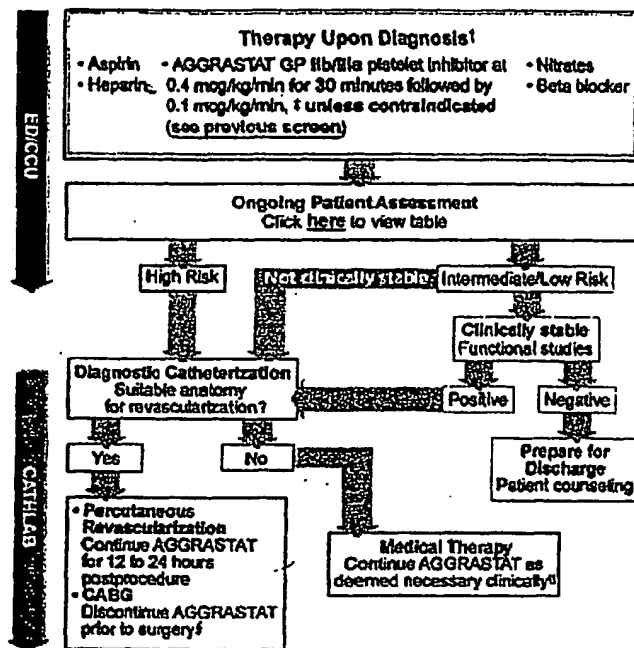 Therapy Upon Diagnosis†
• Aspirin
• Heparin
• AGGRASTAT GP IIb/IIIa platelet inhibitor at
0.4 mcg/kg/min for 30 minutes followed by
0.1 mcg/kg/min, ‡ unless contraindicated
(see previous screen)
• Nitrates
• Beta blocker
ED/CCU
Ongoing Patient Assessment
Click here to view table
High Risk
Not clinically stable
Intermediate/Low Risk
Clinically stable
Functional studies
Diagnostic Catheterization
Suitable anatomy
for revascularization?
Positive
Negative
Yes
No
Prepare for
Discharge
Patient counseling
CATH LAB
• Percutaneous
Revascularization
Continue AGGRASTAT
for 12 to 24 hours
postprocedure
• CABG
Discontinue AGGRASTAT
prior to surgery§
Medical Therapy
Continue AGGRASTAT as
deemed necessary clinically